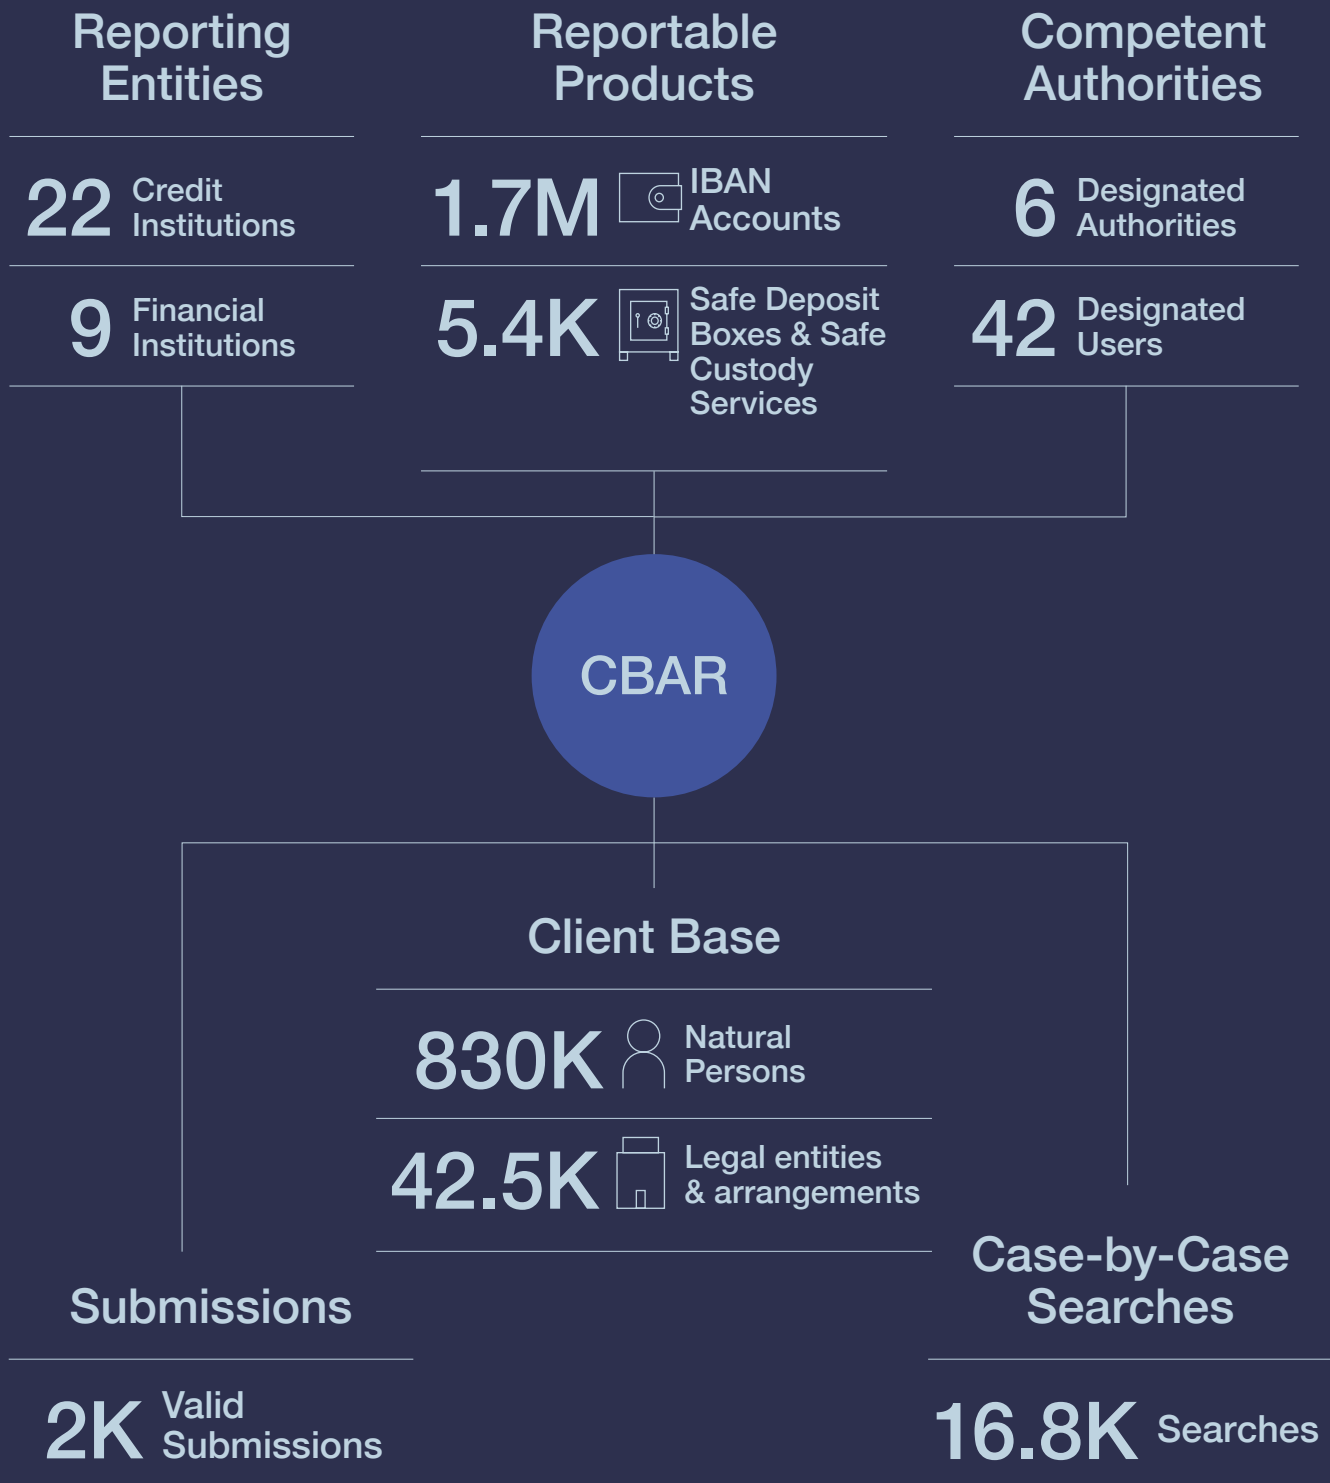 Reporting
Entities
22 Credit
Institutions
9 Financial
Institutions
Reportable
Products
1.7M IBAN
Accounts
5.4K Safe Deposit
Boxes & Safe
Custody
Services
Competent
Authorities
6 Designated
Authorities
42 Designated
Users
CBAR
Client Base
830K Natural
Persons
42.5K Legal entities
& arrangements
Submissions
2K Valid
Submissions
Case-by-Case
Searches
16.8K Searches